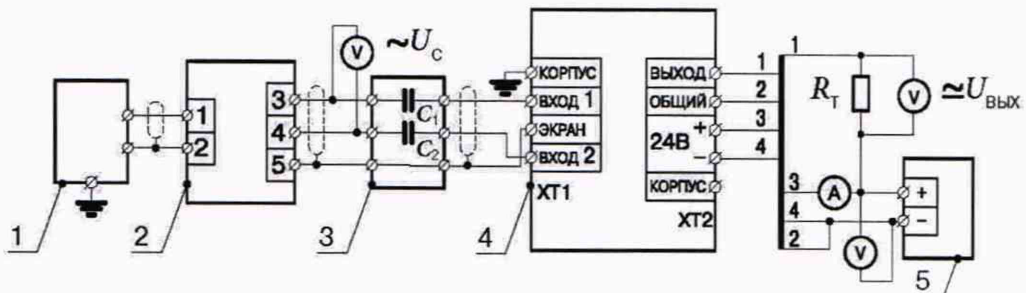 ~U_C
V
1
2
3
4
5
C_1
C_2
КОРПУС
ВХОД 1
ЭКРАН
ВХОД 2
XT1
ВЫХОД
ОБЩИЙ
24В + −
КОРПУС
XT2
1
2
3
4
1
R_T
V
≃U_ВЫХ
3
A
4
2
V
+
−
1
2
3
4
5